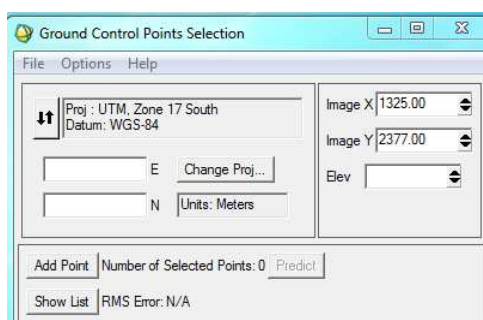 Ground Control Points Selection
File Options Help
Proj : UTM, Zone 17 South
Datum: WGS-84
E Change Proj...
N Units: Meters
Image X 1325.00
Image Y 2377.00
Elev
Add Point Number of Selected Points: 0 Predict
Show List RMS Error: N/A